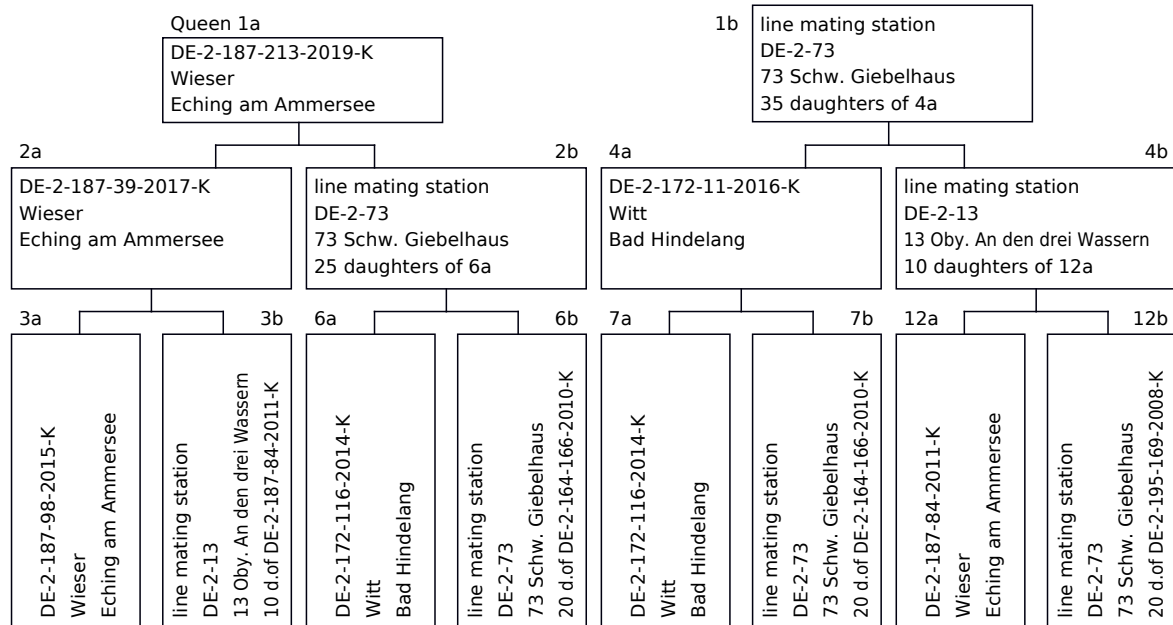 Queen 1a
DE-2-187-213-2019-K
Wieser
Eching am Ammersee
1b
line mating station
DE-2-73
73 Schw. Giebelhaus
35 daughters of 4a
2a
DE-2-187-39-2017-K
Wieser
Eching am Ammersee
2b
line mating station
DE-2-73
73 Schw. Giebelhaus
25 daughters of 6a
4a
DE-2-172-11-2016-K
Witt
Bad Hindelang
4b
line mating station
DE-2-13
13 Oby. An den drei Wassern
10 daughters of 12a
3a
DE-2-187-98-2015-K
Wieser
Eching am Ammersee
3b
line mating station
DE-2-13
13 Oby. An den drei Wassern
10 d.of DE-2-187-84-2011-K
6a
DE-2-172-116-2014-K
Witt
Bad Hindelang
6b
line mating station
DE-2-73
73 Schw. Giebelhaus
20 d.of DE-2-164-166-2010-K
7a
DE-2-172-116-2014-K
Witt
Bad Hindelang
7b
line mating station
DE-2-73
73 Schw. Giebelhaus
20 d.of DE-2-164-166-2010-K
12a
DE-2-187-84-2011-K
Wieser
Eching am Ammersee
12b
line mating station
DE-2-73
73 Schw. Giebelhaus
20 d.of DE-2-195-169-2008-K